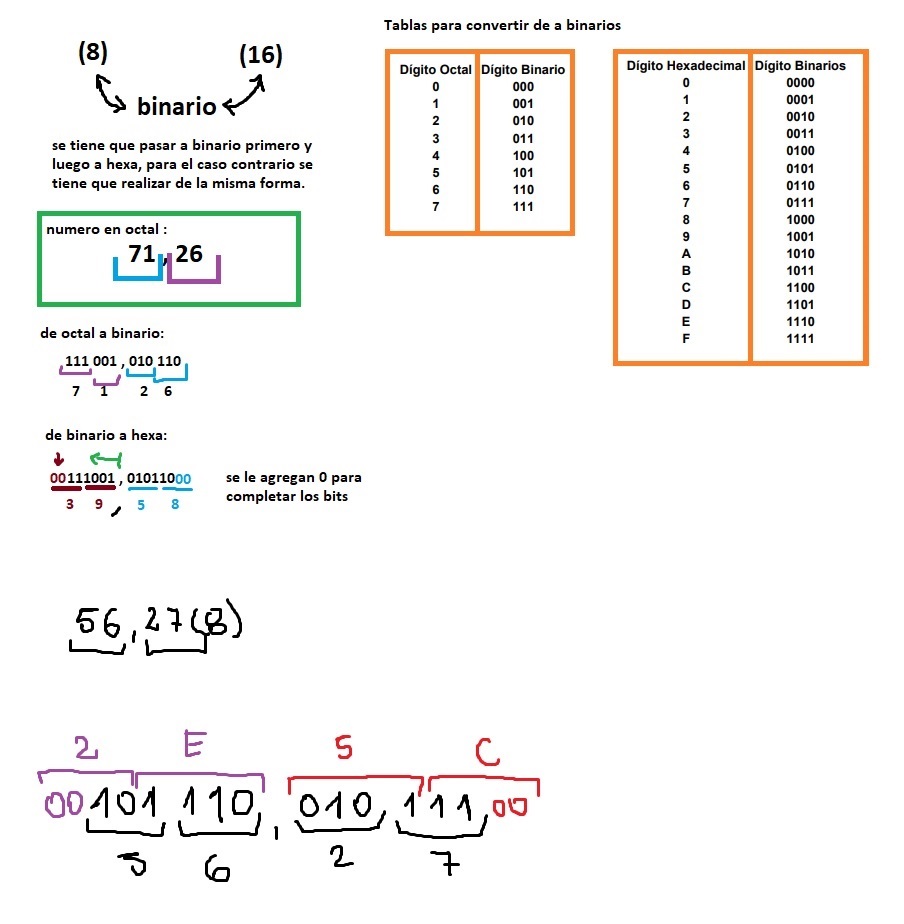 (8) (16)
binario
se tiene que pasar a binario primero y
luego a hexa, para el caso contrario se
tiene que realizar de la misma forma.
numero en octal :
71,26
de octal a binario:
111 001 , 010 110
7 1 2 6
de binario a hexa:
00111001 , 01011000
3 9 , 5 8
se le agregan 0 para
completar los bits
Tablas para convertir de a binarios
Dígito Octal Dígito Binario
0 000
1 001
2 010
3 011
4 100
5 101
6 110
7 111
Dígito Hexadecimal Dígito Binarios
0 0000
1 0001
2 0010
3 0011
4 0100
5 0101
6 0110
7 0111
8 1000
9 1001
A 1010
B 1011
C 1100
D 1101
E 1110
F 1111
56,27(8)
2 E 5 C
00101 110 , 010 111 00
5 6 2 7